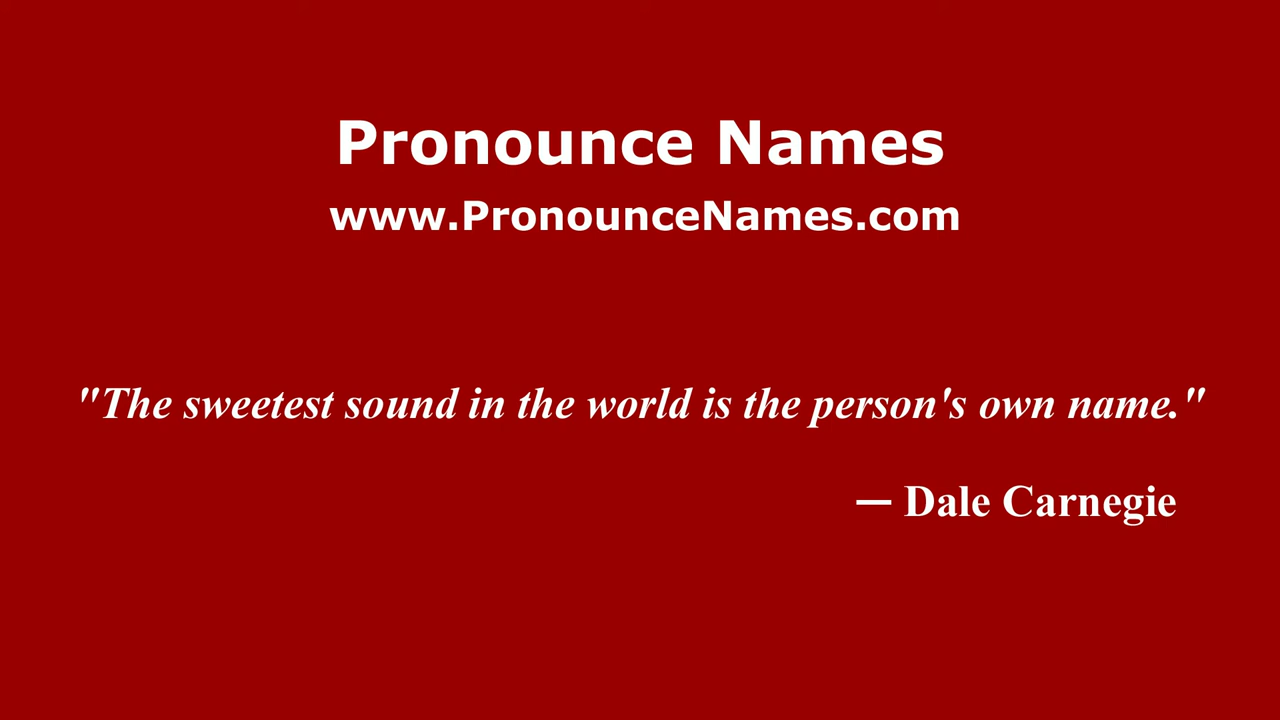 Pronounce Names
www.PronounceNames.com
"The sweetest sound in the world is the person's own name."
— Dale Carnegie